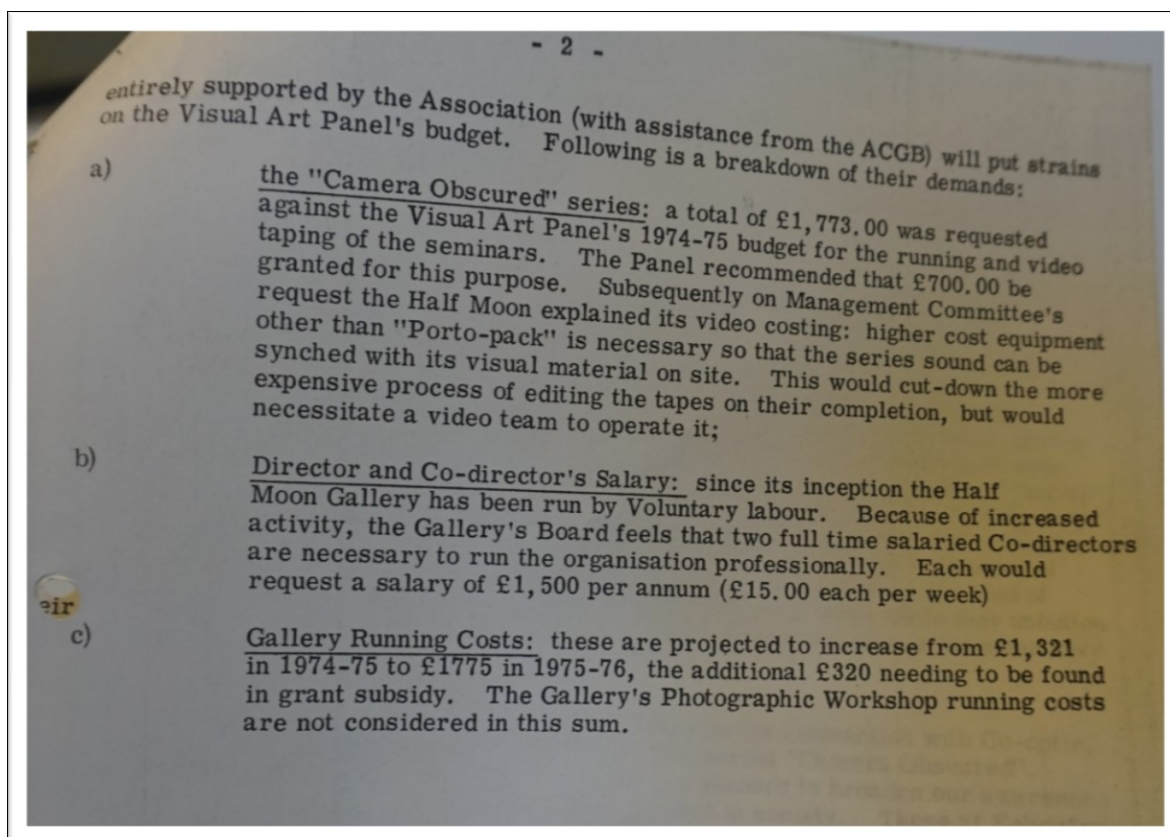 - 2 -
entirely supported by the Association (with assistance from the ACGB) will put strains
on the Visual Art Panel's budget. Following is a breakdown of their demands:
a) the "Camera Obscured" series: a total of £1,773.00 was requested
against the Visual Art Panel's 1974-75 budget for the running and video
taping of the seminars. The Panel recommended that £700.00 be
granted for this purpose. Subsequently on Management Committee's
request the Half Moon explained its video costing: higher cost equipment
other than "Porto-pack" is necessary so that the series sound can be
synched with its visual material on site. This would cut-down the more
expensive process of editing the tapes on their completion, but would
necessitate a video team to operate it;
b) Director and Co-director's Salary: since its inception the Half
Moon Gallery has been run by Voluntary labour. Because of increased
activity, the Gallery's Board feels that two full time salaried Co-directors
are necessary to run the organisation professionally. Each would
request a salary of £1,500 per annum (£15.00 each per week)
eir
c) Gallery Running Costs: these are projected to increase from £1,321
in 1974-75 to £1775 in 1975-76, the additional £320 needing to be found
in grant subsidy. The Gallery's Photographic Workshop running costs
are not considered in this sum.